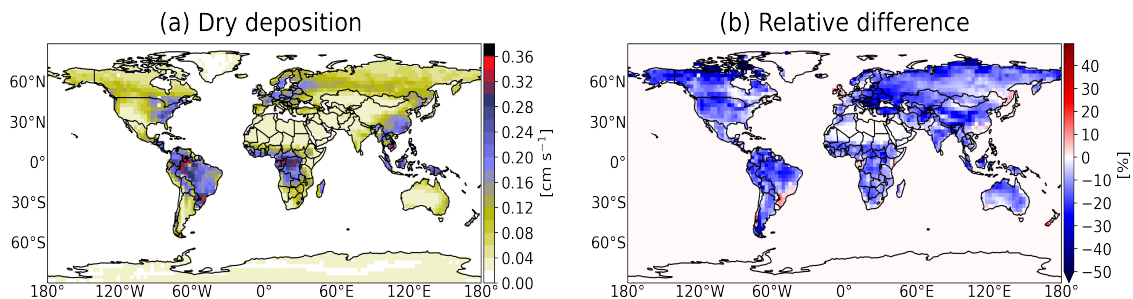 (a) Dry deposition
(b) Relative difference
60°N
30°N
0°
30°S
60°S
180°
120°W
60°W
0°
60°E
120°E
180°
0.36
0.32
0.28
0.24
0.20
0.16
0.12
0.08
0.04
0.00
[cm s⁻¹]
60°N
30°N
0°
30°S
60°S
180°
120°W
60°W
0°
60°E
120°E
180°
40
30
20
10
0
−10
−20
−30
−40
−50
[%]